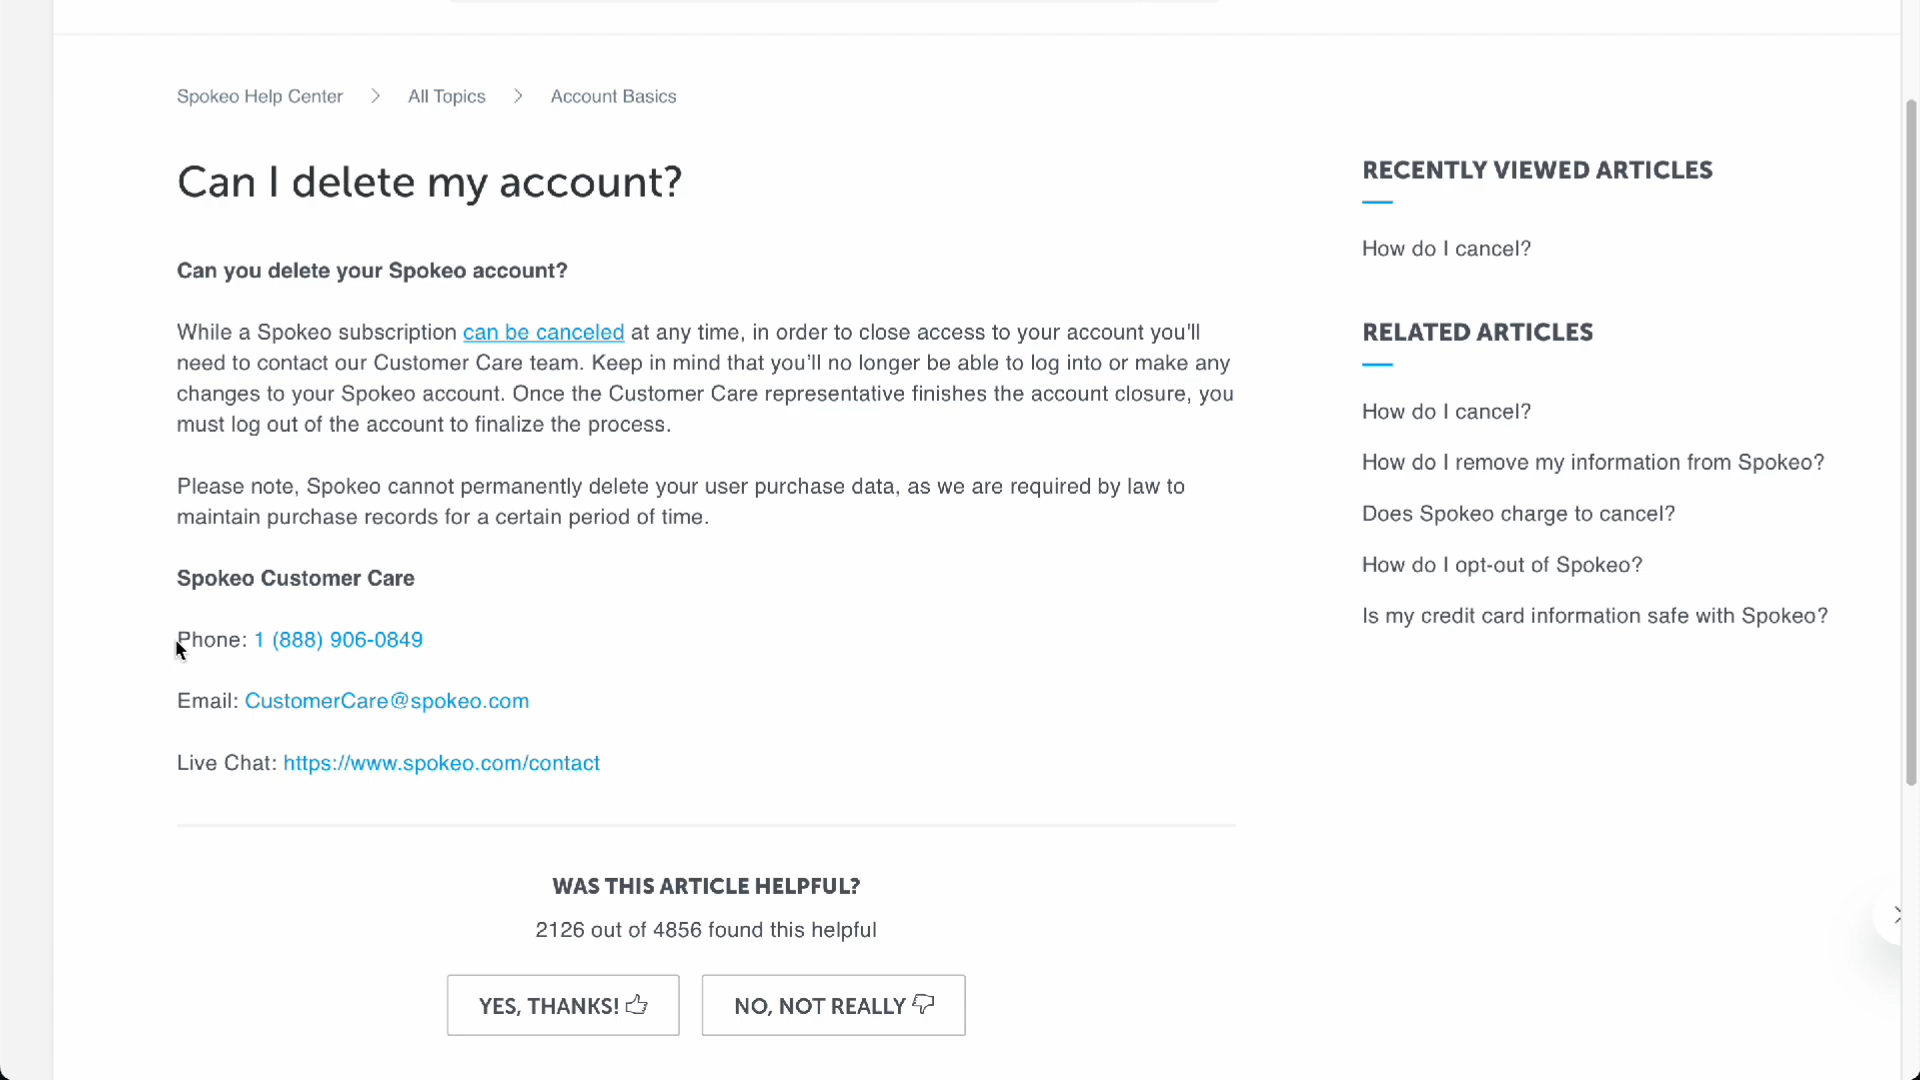 Spokeo Help Center > All Topics > Account Basics
Can I delete my account?
Can you delete your Spokeo account?
While a Spokeo subscription can be canceled at any time, in order to close access to your account you'll
need to contact our Customer Care team. Keep in mind that you’ll no longer be able to log into or make any
changes to your Spokeo account. Once the Customer Care representative finishes the account closure, you
must log out of the account to finalize the process.
Please note, Spokeo cannot permanently delete your user purchase data, as we are required by law to
maintain purchase records for a certain period of time.
Spokeo Customer Care
Phone: 1 (888) 906-0849
Email: CustomerCare@spokeo.com
Live Chat: https://www.spokeo.com/contact
WAS THIS ARTICLE HELPFUL?
2126 out of 4856 found this helpful
YES, THANKS!
NO, NOT REALLY
RECENTLY VIEWED ARTICLES
How do I cancel?
RELATED ARTICLES
How do I cancel?
How do I remove my information from Spokeo?
Does Spokeo charge to cancel?
How do I opt-out of Spokeo?
Is my credit card information safe with Spokeo?